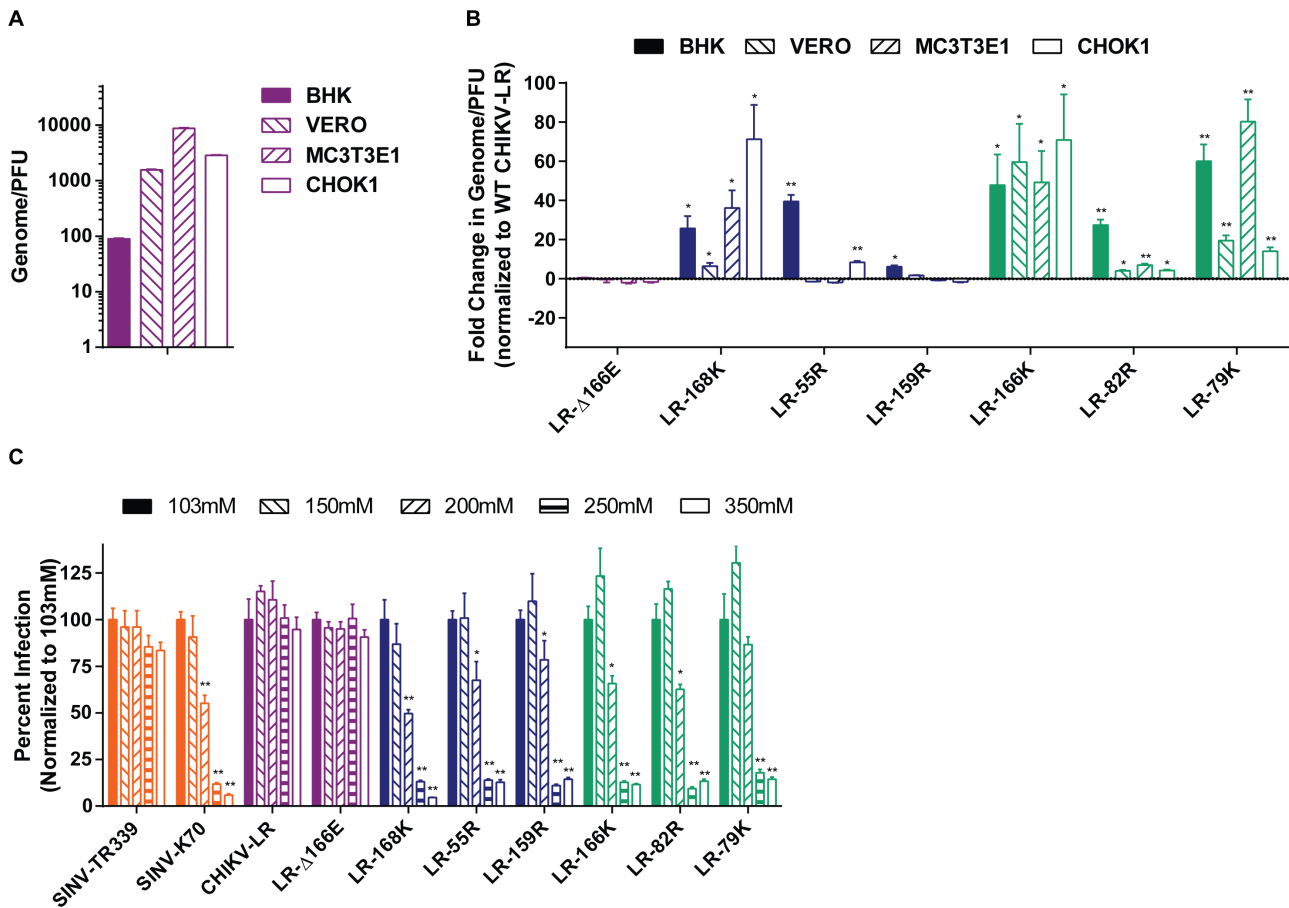 A
BHK
VERO
MC3T3E1
CHOK1
Genome/PFU
10000
1000
100
10
1
B
BHK VERO MC3T3E1 CHOK1
Fold Change in Genome/PFU
(normalized to WT CHIKV-LR)
100
80
60
40
20
0
-20
* * * * ** ** * * * * * ** * ** * ** ** ** **
LR-Δ166E LR-168K LR-55R LR-159R LR-166K LR-82R LR-79K
C
103mM 150mM 200mM 250mM 350mM
Percent Infection
(Normalized to 103mM)
125
100
75
50
25
0
** ** ** ** ** ** * ** ** * ** ** * ** ** * ** ** ** **
SINV-TR339 SINV-K70 CHIKV-LR LR-Δ166E LR-168K LR-55R LR-159R LR-166K LR-82R LR-79K